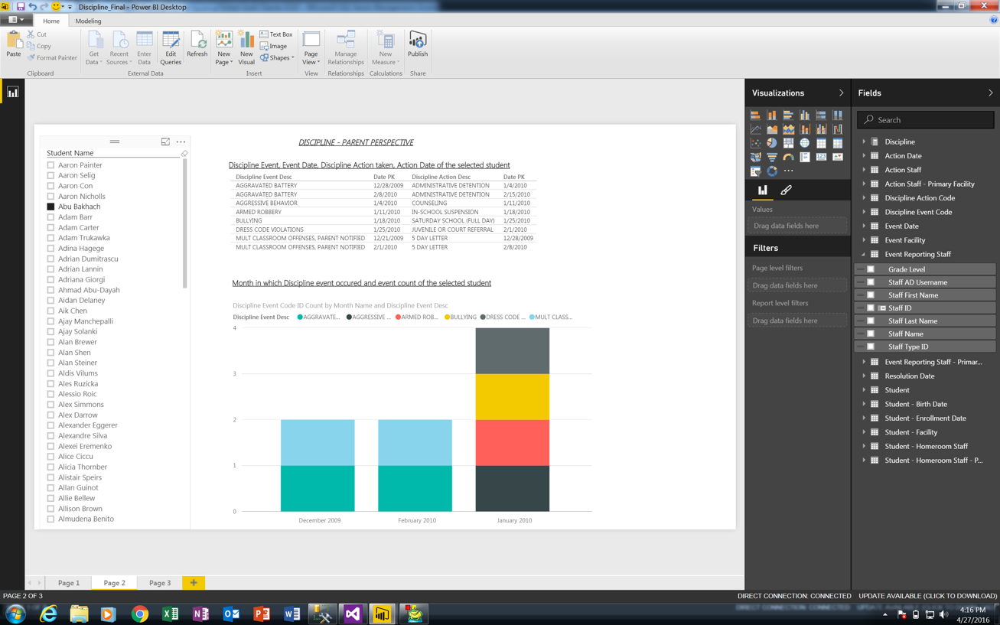 Discipline_Final - Power BI Desktop
Home
Modeling
Paste
Cut
Copy
Format Painter
Clipboard
Get Data
Recent Sources
Enter Data
Edit Queries
Refresh
External Data
New Page
New Visual
Text Box
Image
Shapes
Insert
Page View
View
Manage Relationships
Relationships
New Measure
Calculations
Publish
Share
DISCIPLINE - PARENT PERSPECTIVE
Student Name
Aaron Painter
Aaron Selig
Aaron Con
Aaron Nicholls
Abu Bakhach
Adam Barr
Adam Carter
Adam Trukawka
Adina Hagege
Adrian Dumitrascu
Adrian Lannin
Adriana Giorgi
Ahmad Abu-Dayah
Aidan Delaney
Aik Chen
Ajay Manchepalli
Ajay Solanki
Alan Brewer
Alan Shen
Alan Steiner
Aldis Vilums
Ales Ruzicka
Alessio Roic
Alex Simmons
Alex Darrow
Alexander Eggerer
Alexandre Silva
Alexei Eremenko
Alice Ciccu
Alicia Thornber
Alistair Speirs
Allan Guinot
Allie Bellew
Allison Brown
Almudena Benito
Discipline Event, Event Date, Discipline Action taken, Action Date of the selected student
Discipline Event Desc Date PK Discipline Action Desc Date PK
AGGRAVATED BATTERY 12/28/2009 ADMINISTRATIVE DETENTION 1/4/2010
AGGRAVATED BATTERY 2/8/2010 ADMINISTRATIVE DETENTION 2/15/2010
AGGRESSIVE BEHAVIOR 1/4/2010 COUNSELING 1/11/2010
ARMED ROBBERY 1/11/2010 IN-SCHOOL SUSPENSION 1/18/2010
BULLYING 1/18/2010 SATURDAY SCHOOL (FULL DAY) 1/25/2010
DRESS CODE VIOLATIONS 1/25/2010 JUVENILE OR COURT REFERRAL 2/1/2010
MULT CLASSROOM OFFENSES, PARENT NOTIFIED 12/21/2009 5 DAY LETTER 12/28/2009
MULT CLASSROOM OFFENSES, PARENT NOTIFIED 2/1/2010 5 DAY LETTER 2/8/2010
Month in which Discipline event occured and event count of the selected student
Discipline Event Code ID Count by Month Name and Discipline Event Desc
Discipline Event Desc AGGRAVATE... AGGRESSIVE ... ARMED ROB... BULLYING DRESS CODE ... MULT CLASS...
4
3
2
1
0
December 2009 February 2010 January 2010
Visualizations
Values
Drag data fields here
Filters
Page level filters
Drag data fields here
Report level filters
Drag data fields here
Fields
Search
Discipline
Action Date
Action Staff
Action Staff - Primary Facility
Discipline Action Code
Discipline Event Code
Event Date
Event Facility
Event Reporting Staff
Grade Level
Staff AD Username
Staff First Name
Staff ID
Staff Last Name
Staff Name
Staff Type ID
Event Reporting Staff - Primar...
Resolution Date
Student
Student - Birth Date
Student - Enrollment Date
Student - Facility
Student - Homeroom Staff
Student - Homeroom Staff - P...
Page 1 Page 2 Page 3 +
PAGE 2 OF 3
DIRECT CONNECTION: CONNECTED UPDATE AVAILABLE (CLICK TO DOWNLOAD)
4:16 PM
4/27/2016